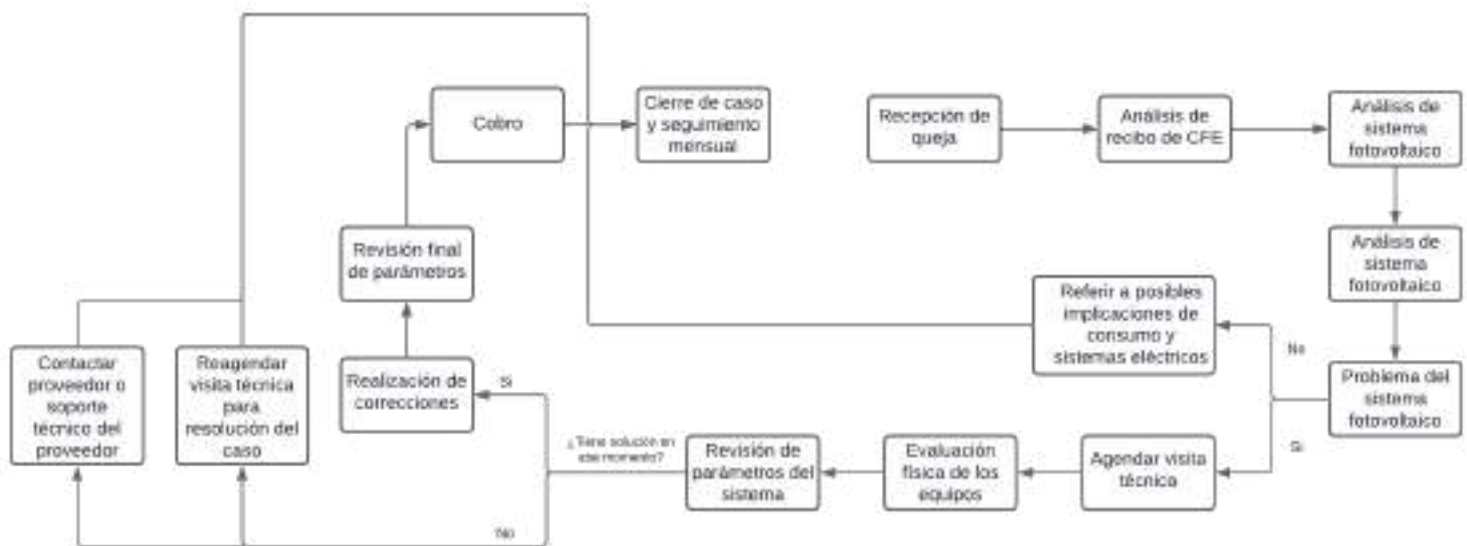 Cobro
Cierre de caso
y seguimiento
mensual
Recepción de
queja
Análisis de
recibo de CFE
Análisis de
sistema
fotovoltaico
Revisión final
de parámetros
Análisis de
sistema
fotovoltaico
Referir a posibles
implicaciones de
consumo y
sistemas eléctricos
No
Contactar
proveedor o
soporte
técnico del
proveedor
Reagendar
visita técnica
para
resolución del
caso
Realización de
correcciones
Si
Problema del
sistema
fotovoltaico
¿Tiene solución en
ese momento?
Revisión de
parámetros del
sistema
Evaluación
física de los
equipos
Agendar visita
técnica
Si
No